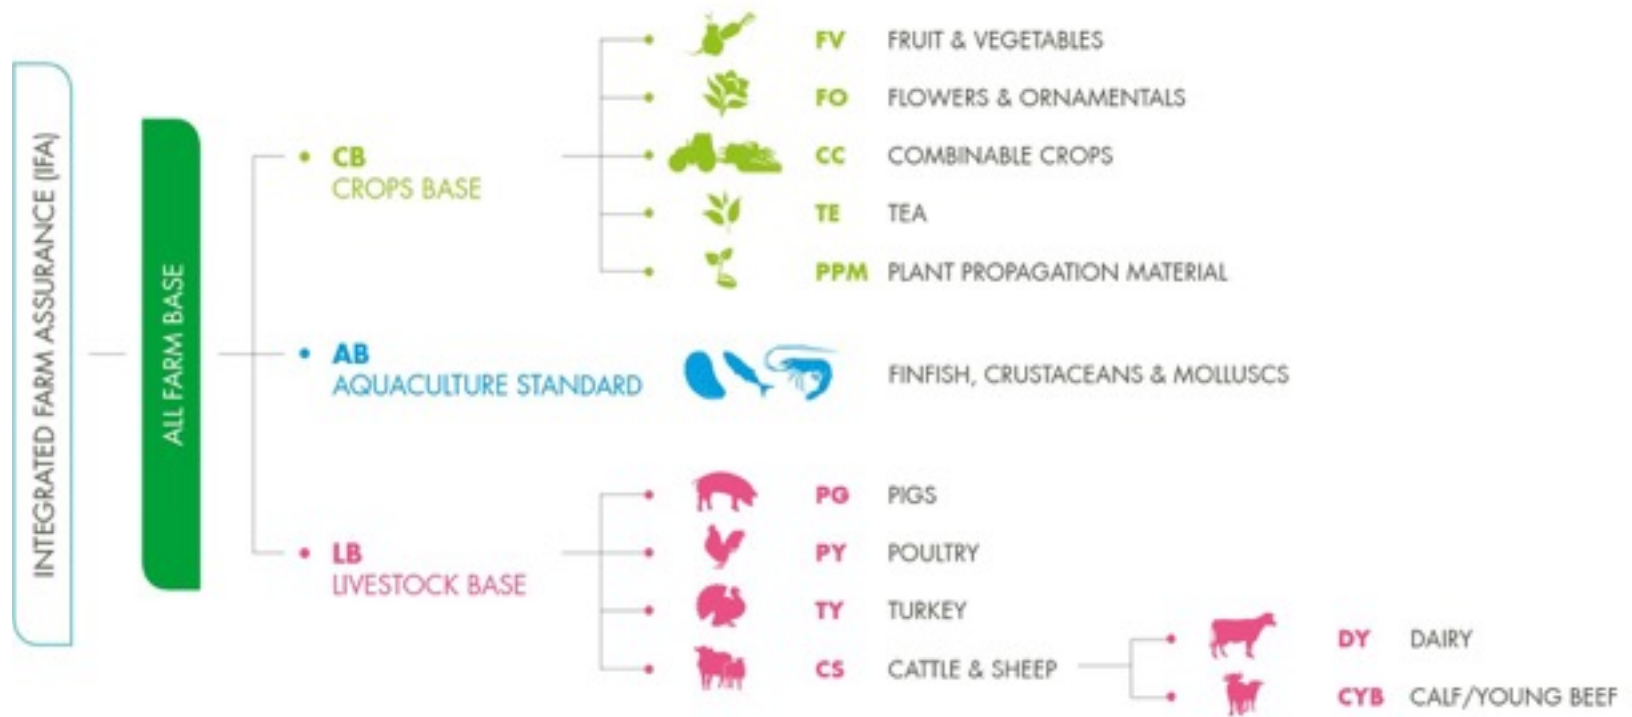 INTEGRATED FARM ASSURANCE (IFA)
ALL FARM BASE
CB
CROPS BASE
FV FRUIT & VEGETABLES
FO FLOWERS & ORNAMENTALS
CC COMBINABLE CROPS
TE TEA
PPM PLANT PROPAGATION MATERIAL
AB
AQUACULTURE STANDARD
FINFISH, CRUSTACEANS & MOLLUSCS
LB
LIVESTOCK BASE
PG PIGS
PY POULTRY
TY TURKEY
CS CATTLE & SHEEP
DY DAIRY
CYB CALF/YOUNG BEEF